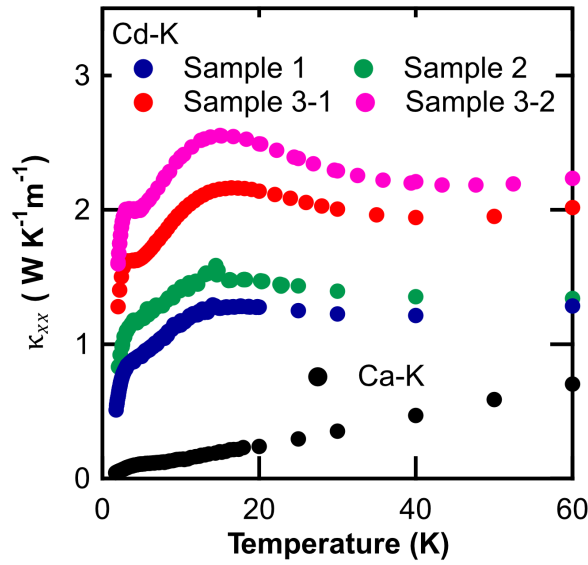 Cd-K
Sample 1
Sample 2
Sample 3-1
Sample 3-2
Ca-K
κxx ( W K⁻¹m⁻¹)
3
2
1
0
0
20
40
60
Temperature (K)